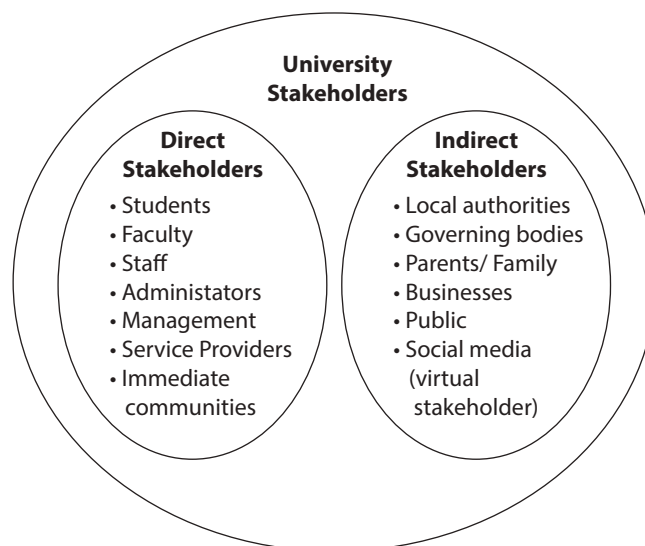 University
Stakeholders
Direct
Stakeholders
• Students
• Faculty
• Staff
• Administators
• Management
• Service Providers
• Immediate
communities
Indirect
Stakeholders
• Local authorities
• Governing bodies
• Parents/ Family
• Businesses
• Public
• Social media
(virtual
stakeholder)